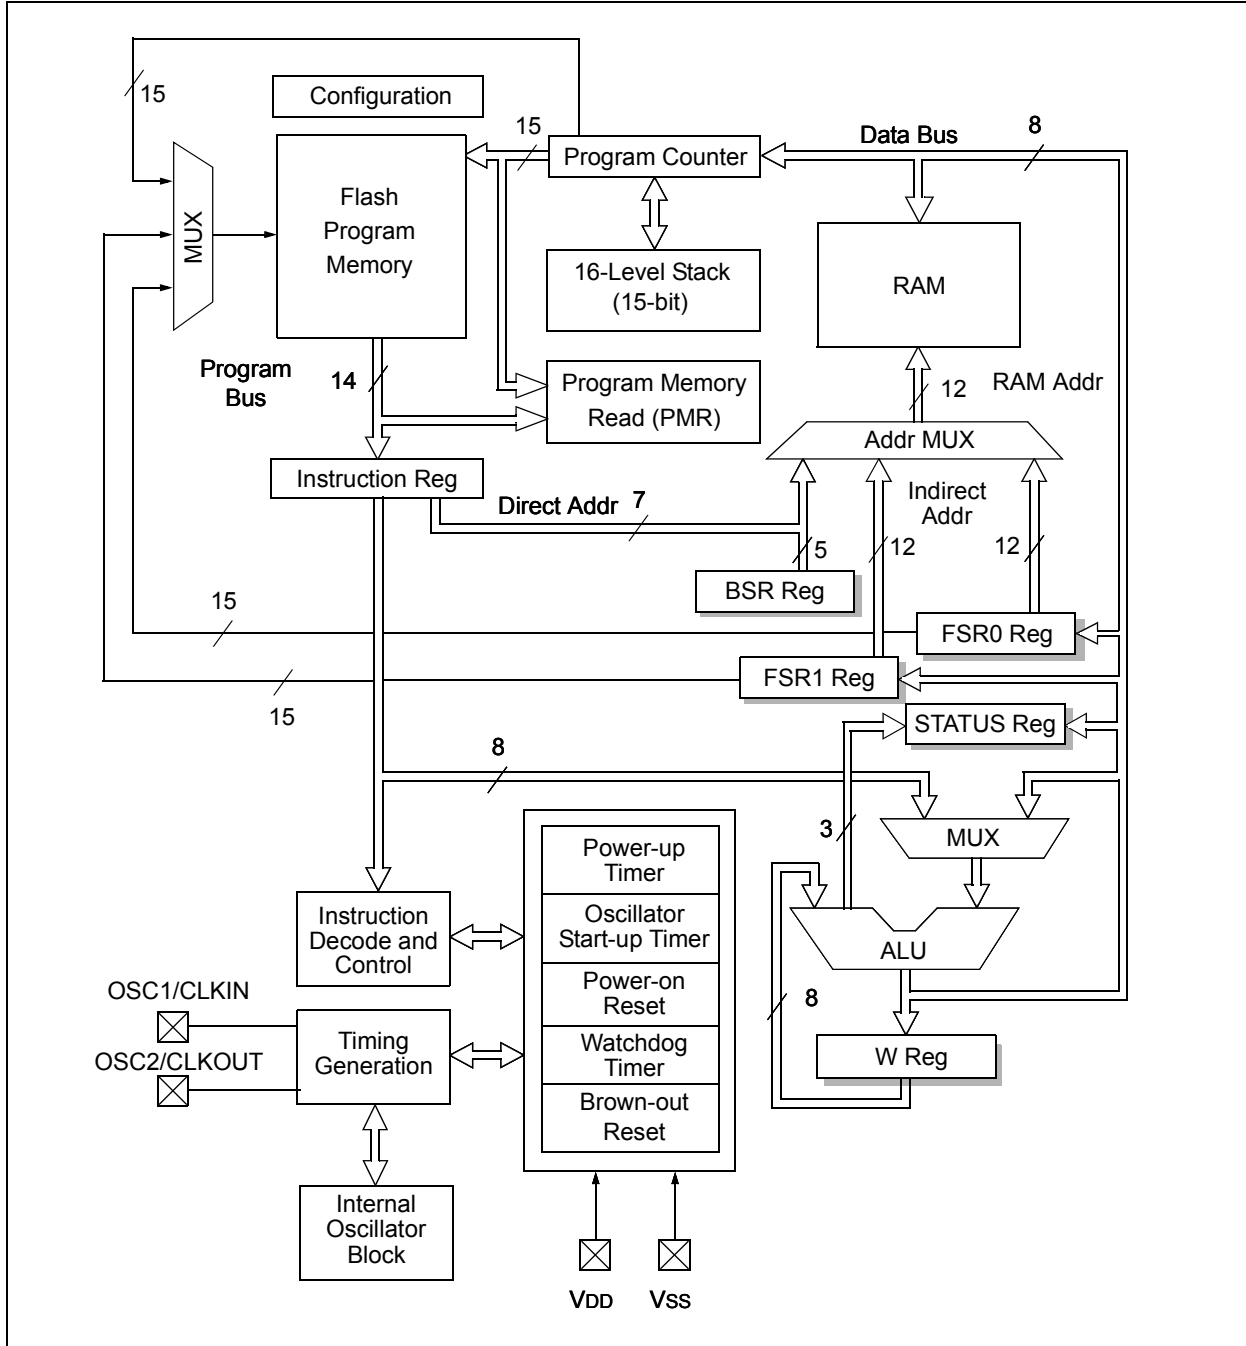 15
Configuration
15
Program Counter
Data Bus
8
MUX
Flash
Program
Memory
16-Level Stack
(15-bit)
RAM
Program
Bus
14
Program Memory
Read (PMR)
12
RAM Addr
Addr MUX
Instruction Reg
Direct Addr
7
Indirect
Addr
5
12
12
BSR Reg
15
FSR0 Reg
FSR1 Reg
15
STATUS Reg
8
3
MUX
Power-up
Timer
Oscillator
Start-up Timer
Power-on
Reset
Watchdog
Timer
Brown-out
Reset
Instruction
Decode and
Control
ALU
OSC1/CLKIN
8
Timing
Generation
OSC2/CLKOUT
W Reg
Internal
Oscillator
Block
VDD
VSS